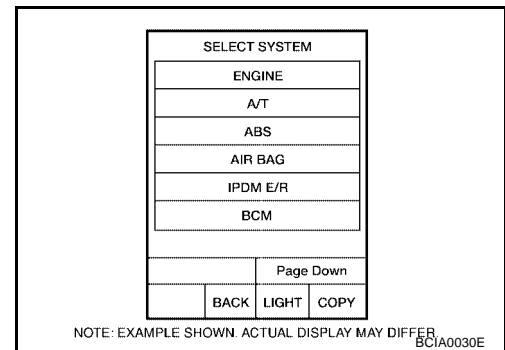 SELECT SYSTEM
ENGINE
A/T
ABS
AIR BAG
IPDM E/R
BCM
Page Down
BACK LIGHT COPY
NOTE: EXAMPLE SHOWN. ACTUAL DISPLAY MAY DIFFER
BCIA0030E